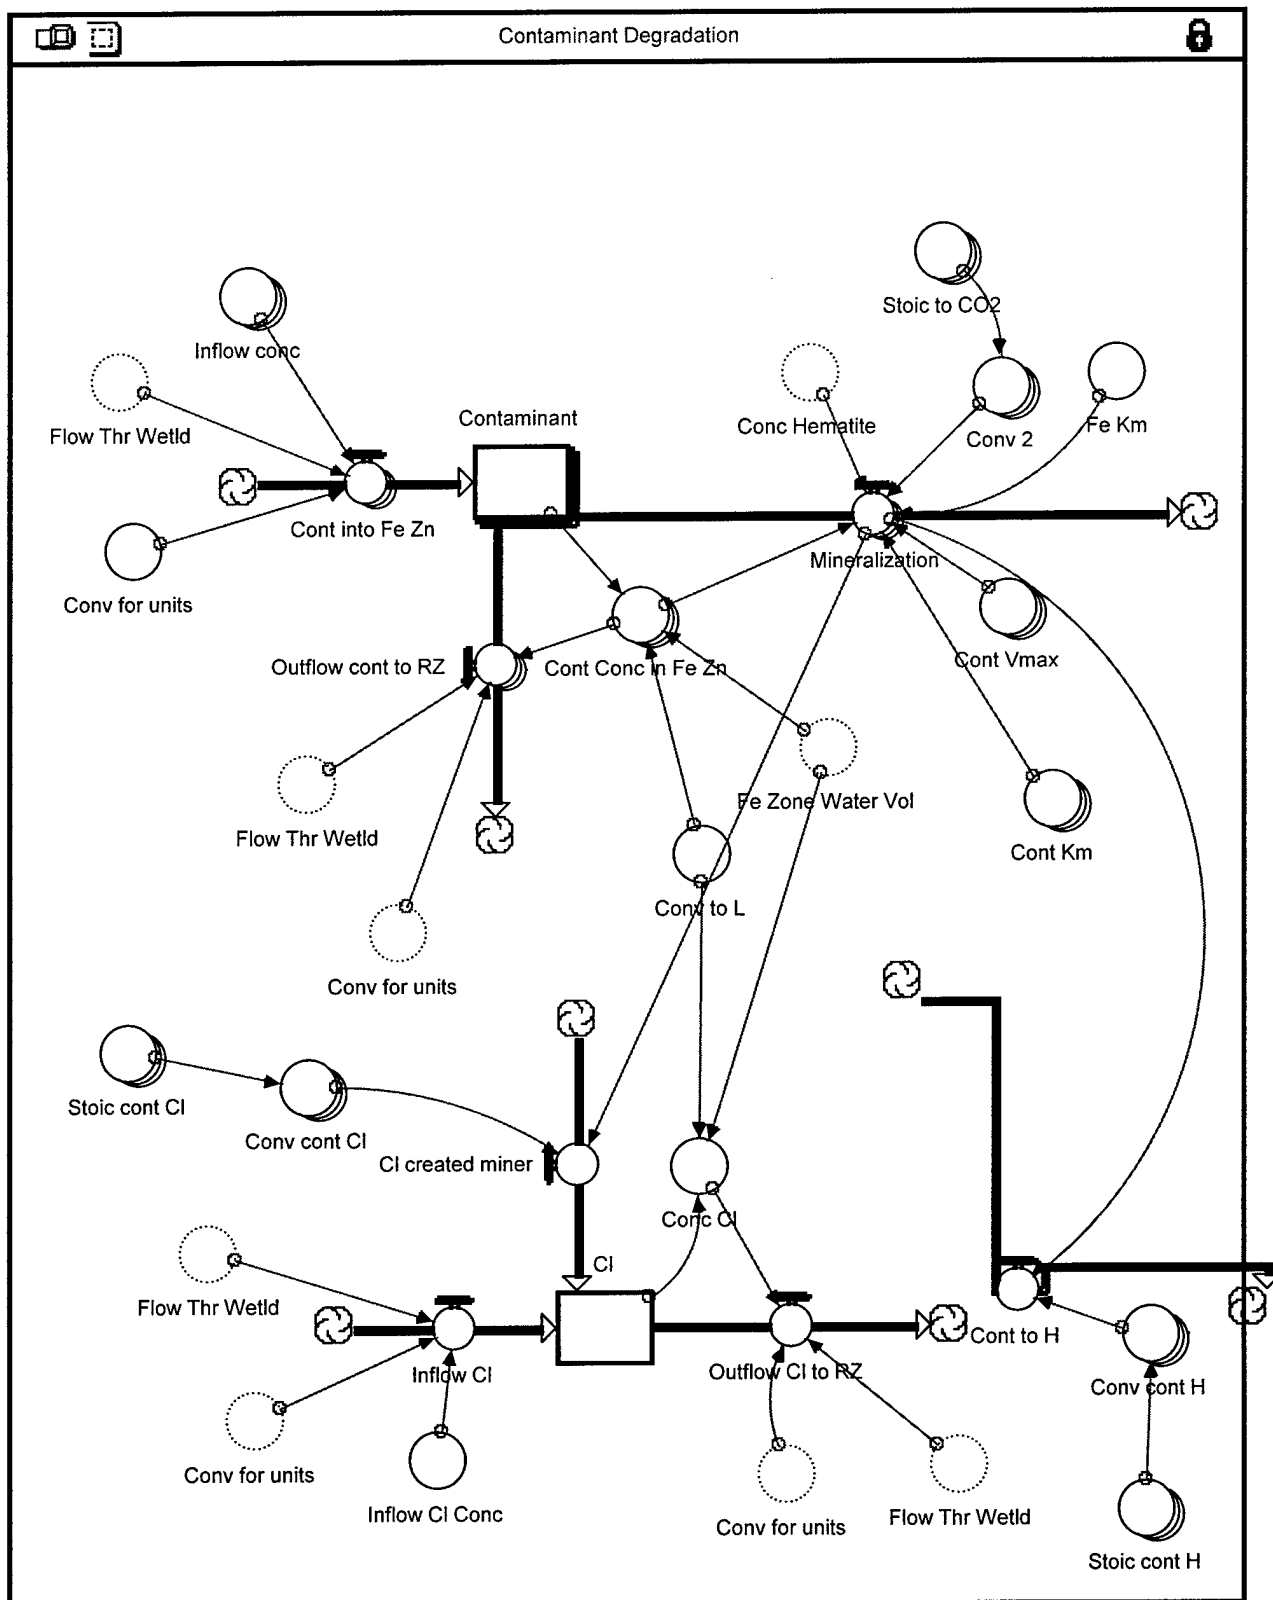 Contaminant Degradation
Stoic to CO2
Inflow conc
Conc Hematite
Conv 2
Fe Km
Flow Thr Wetld
Contaminant
Cont into Fe Zn
Mineralization
Conv for units
Outflow cont to RZ
Cont Conc in Fe Zn
Cont Vmax
Fe Zone Water Vol
Flow Thr Wetld
Cont Km
Conv to L
Conv for units
Stoic cont Cl
Conv cont Cl
Cl created miner
Conc Cl
Cl
Flow Thr Wetld
Inflow Cl
Outflow Cl to RZ
Cont to H
Conv cont H
Conv for units
Inflow Cl Conc
Conv for units
Flow Thr Wetld
Stoic cont H